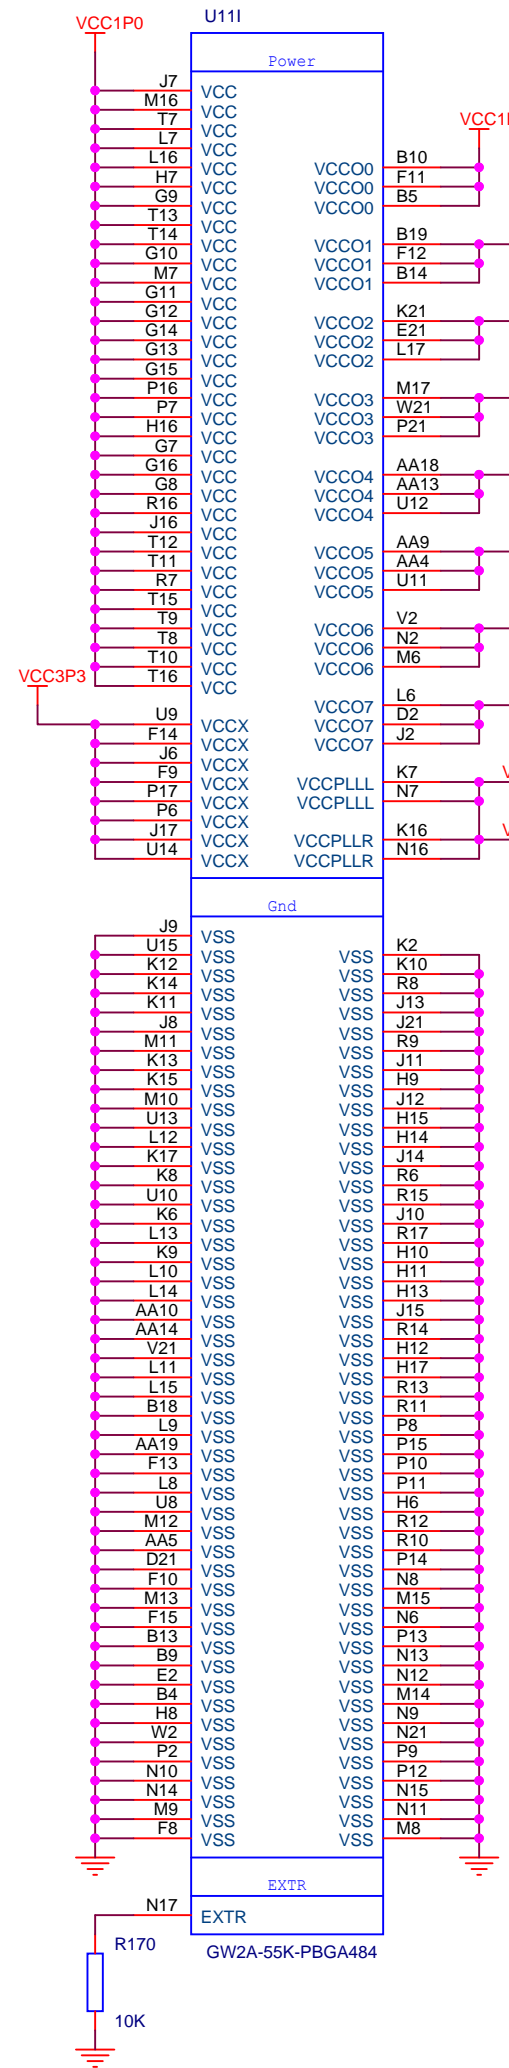 U11I
VCC1P0
Power
J7 VCC
M16 VCC
T7 VCC
L7 VCC
VCC1
L16 VCC VCCO0 B10
H7 VCC VCCO0 F11
G9 VCC VCCO0 B5
T13 VCC
T14 VCC VCCO1 B19
G10 VCC VCCO1 F12
M7 VCC VCCO1 B14
G11 VCC
G12 VCC VCCO2 K21
G14 VCC VCCO2 E21
G13 VCC VCCO2 L17
G15 VCC
P16 VCC VCCO3 M17
P7 VCC VCCO3 W21
H16 VCC VCCO3 P21
G7 VCC
G16 VCC VCCO4 AA18
G8 VCC VCCO4 AA13
R16 VCC VCCO4 U12
J16 VCC
T12 VCC VCCO5 AA9
T11 VCC VCCO5 AA4
R7 VCC VCCO5 U11
T15 VCC
T9 VCC VCCO6 V2
T8 VCC VCCO6 N2
T10 VCC VCCO6 M6
T16 VCC
VCC3P3
VCCO7 L6
U9 VCCX VCCO7 D2
F14 VCCX VCCO7 J2
J6 VCCX
F9 VCCX VCCPLLL K7
P17 VCCX VCCPLLL N7
P6 VCCX
J17 VCCX VCCPLLR K16
U14 VCCX VCCPLLR N16
Gnd
J9 VSS
U15 VSS VSS K2
K12 VSS VSS K10
K14 VSS VSS R8
K11 VSS VSS J13
J8 VSS VSS J21
M11 VSS VSS R9
K13 VSS VSS J11
K15 VSS VSS H9
M10 VSS VSS J12
U13 VSS VSS H15
L12 VSS VSS H14
K17 VSS VSS J14
K8 VSS VSS R6
U10 VSS VSS R15
K6 VSS VSS J10
L13 VSS VSS R17
K9 VSS VSS H10
L10 VSS VSS H11
L14 VSS VSS H13
AA10 VSS VSS J15
AA14 VSS VSS R14
V21 VSS VSS H12
L11 VSS VSS H17
L15 VSS VSS R13
B18 VSS VSS R11
L9 VSS VSS P8
AA19 VSS VSS P15
F13 VSS VSS P10
L8 VSS VSS P11
U8 VSS VSS H6
M12 VSS VSS R12
AA5 VSS VSS R10
D21 VSS VSS P14
F10 VSS VSS N8
M13 VSS VSS M15
F15 VSS VSS N6
B13 VSS VSS P13
B9 VSS VSS N13
E2 VSS VSS N12
B4 VSS VSS M14
H8 VSS VSS N9
W2 VSS VSS N21
P2 VSS VSS P9
N10 VSS VSS P12
N14 VSS VSS N15
M9 VSS VSS N11
F8 VSS VSS M8
EXTR
N17 EXTR
R170
GW2A-55K-PBGA484
10K